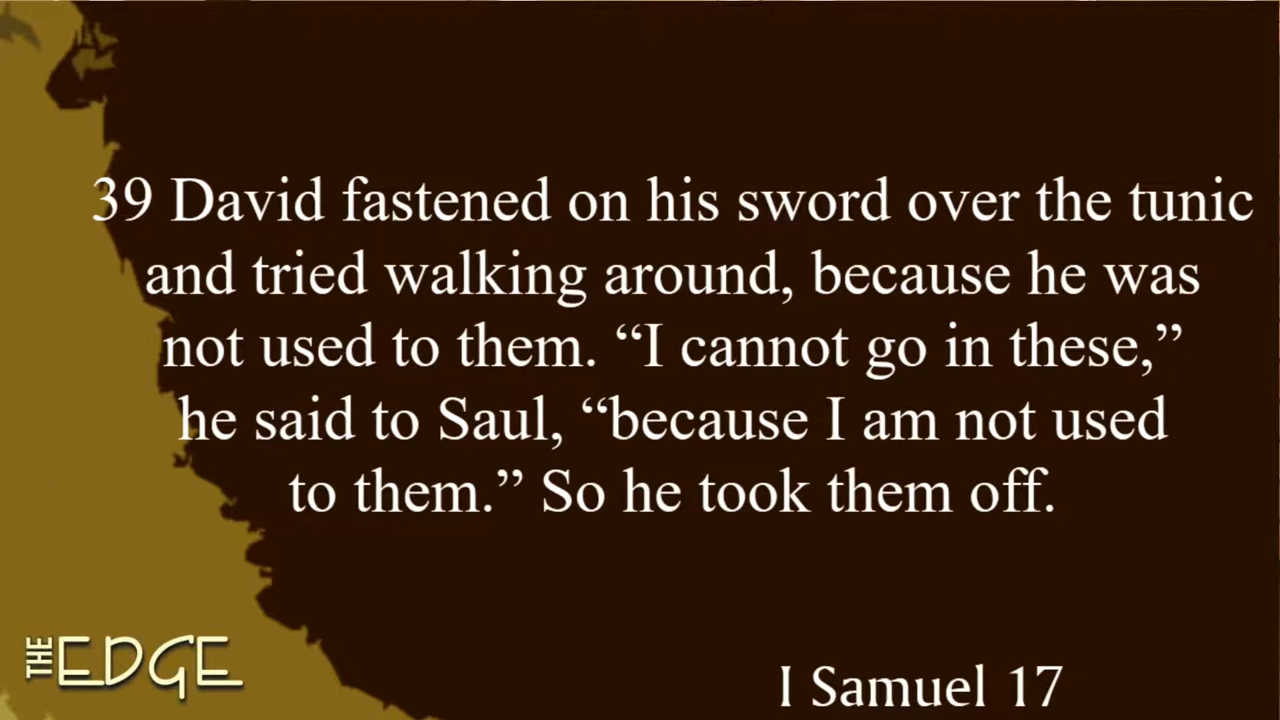 39 David fastened on his sword over the tunic
and tried walking around, because he was
not used to them. “I cannot go in these,”
he said to Saul, “because I am not used
to them.” So he took them off.
THE EDGE
I Samuel 17